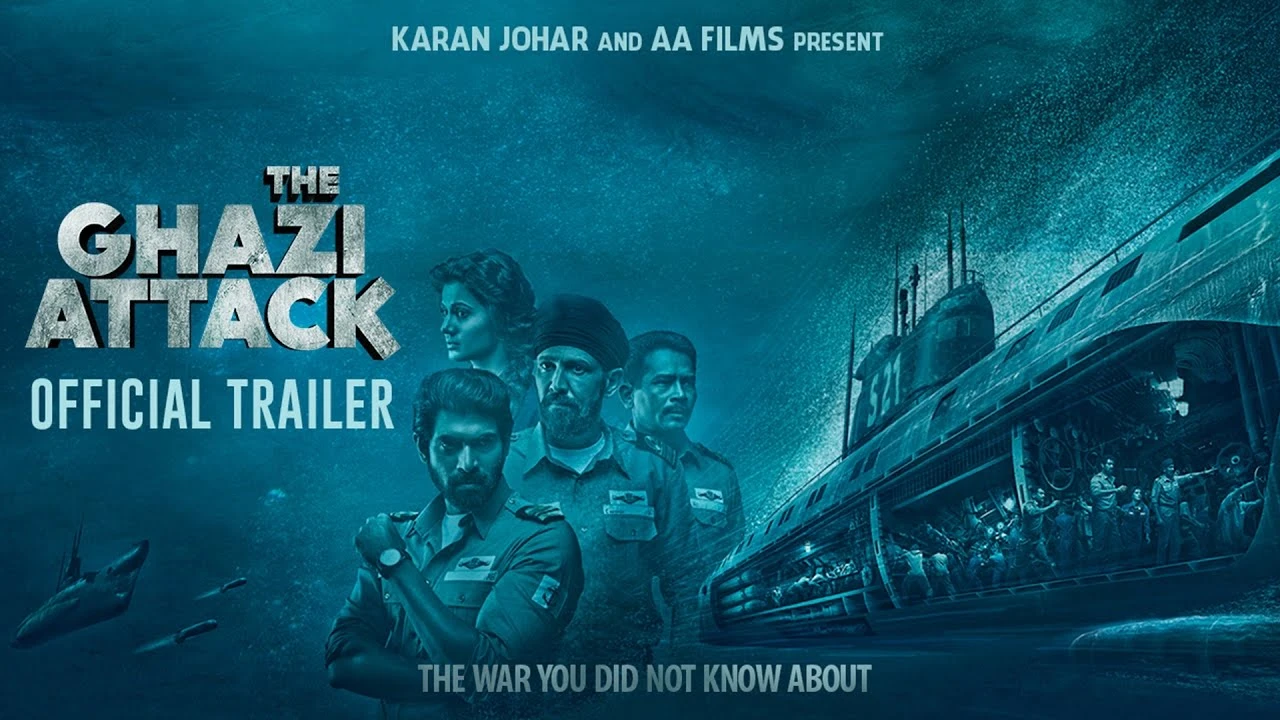 KARAN JOHAR AND AA FILMS PRESENT
THE
GHAZI
ATTACK
OFFICIAL TRAILER
S21
THE WAR YOU DID NOT KNOW ABOUT